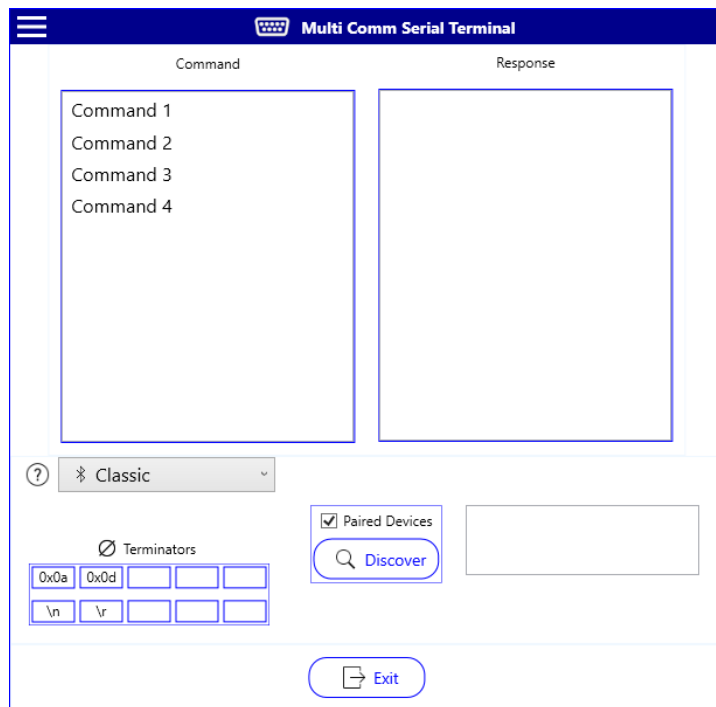 Multi Comm Serial Terminal
Command
Response
Command 1
Command 2
Command 3
Command 4
? Classic
Paired Devices
Discover
Ø Terminators
0x0a 0x0d
\n \r
Exit